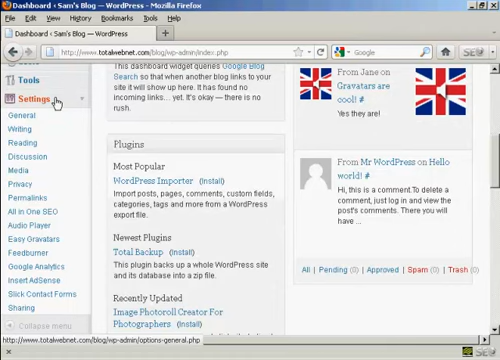 Dashboard ‹ Sam's Blog — WordPress - Mozilla Firefox
File Edit View History Bookmarks Tools Help
Dashboard ‹ Sam's Blog — WordPress
http://www.totalwebnet.com/blog/wp-admin/index.php
Google
SEO
Tools
Settings
General
Writing
Reading
Discussion
Media
Privacy
Permalinks
All in One SEO
Audio Player
Easy Gravatars
Feedburner
Google Analytics
Insert AdSense
Slick Contact Forms
Sharing
Collapse menu
This dashboard widget queries
Google Blog
Search so that when another blog links to your
site it will show up here. It has found no
incoming links… yet. It's okay — there is no
rush.
Plugins
Most Popular
WordPress Importer (Install)
Import posts, pages, comments, custom fields,
categories, tags and more from a WordPress
export file.
Newest Plugins
Total Backup (Install)
This plugin backs up a whole WordPress site
and its database into a zip file.
Recently Updated
Image Photoroll Creator For
Photographers (Install)
From Jane on
Gravatars are
cool! #
Yes they are!
From Mr WordPress on Hello
world! #
Hi, this is a comment.To delete a
comment, just log in and view the
post's comments. There you will
have ...
All | Pending (0) | Approved | Spam (0) | Trash (0)
http://www.totalwebnet.com/blog/wp-admin/options-general.php